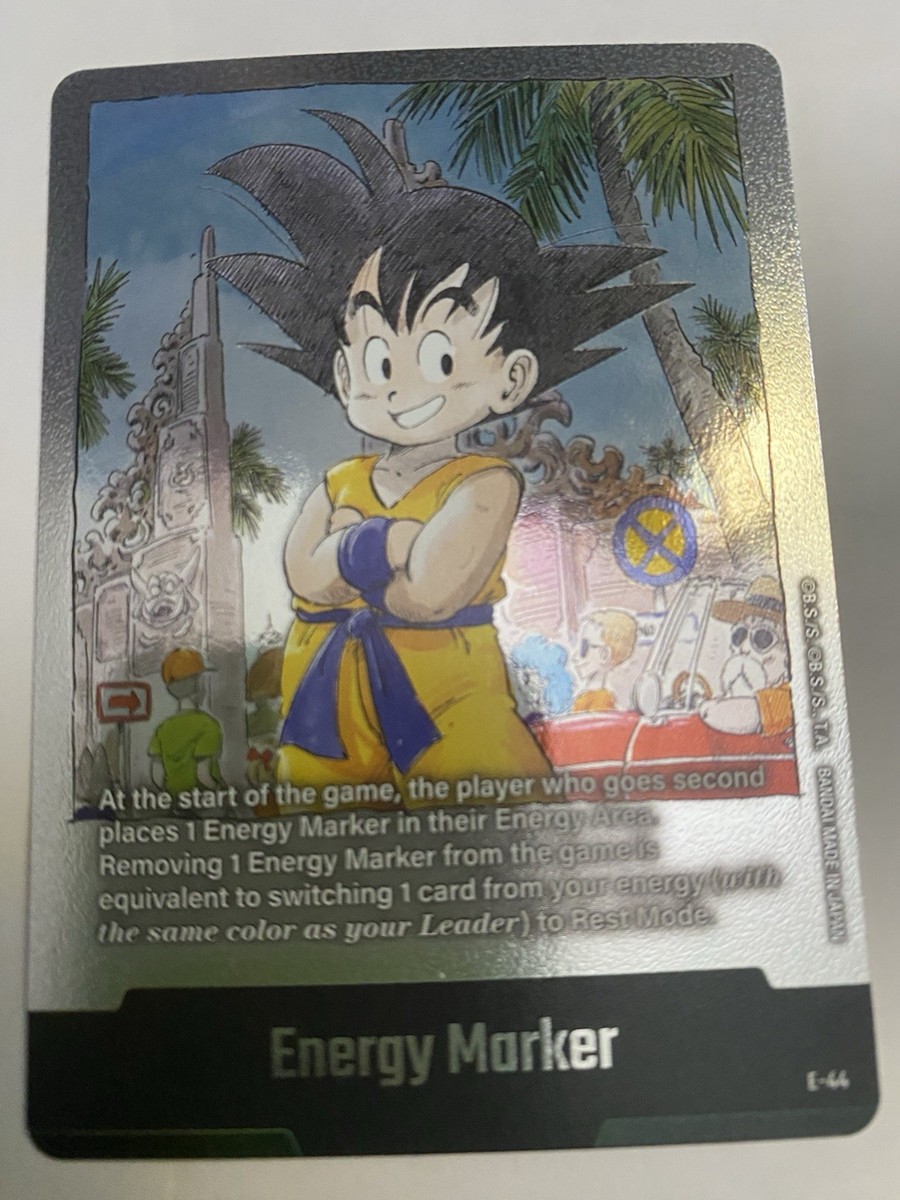 At the start of the game, the player who goes second
places 1 Energy Marker in their Energy Area.
Removing 1 Energy Marker from the game is
equivalent to switching 1 card from your energy (with
the same color as your Leader) to Rest Mode.
©B.S./S. ©B.S./S., T.A. BANDAI MADE IN JAPAN
Energy Marker
E-44